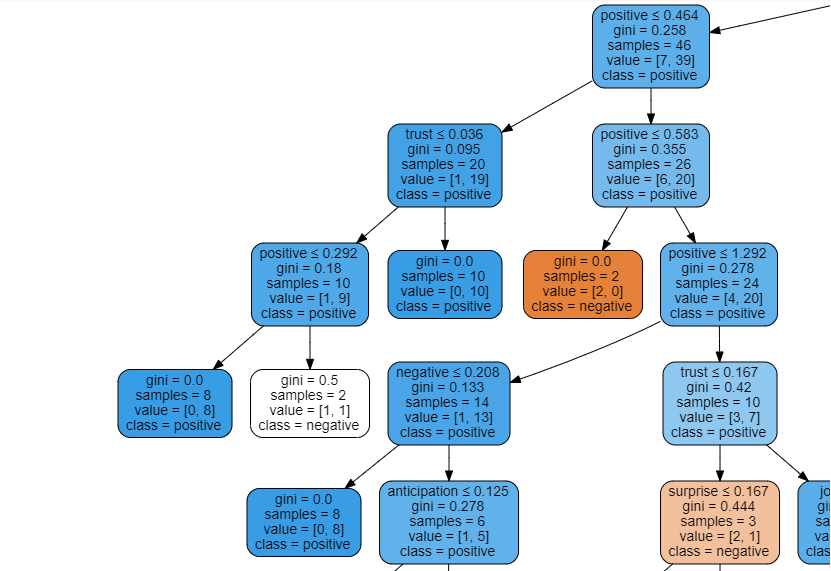 positive ≤ 0.464
gini = 0.258
samples = 46
value = [7, 39]
class = positive
trust ≤ 0.036
gini = 0.095
samples = 20
value = [1, 19]
class = positive
positive ≤ 0.583
gini = 0.355
samples = 26
value = [6, 20]
class = positive
positive ≤ 0.292
gini = 0.18
samples = 10
value = [1, 9]
class = positive
gini = 0.0
samples = 10
value = [0, 10]
class = positive
gini = 0.0
samples = 2
value = [2, 0]
class = negative
positive ≤ 1.292
gini = 0.278
samples = 24
value = [4, 20]
class = positive
gini = 0.0
samples = 8
value = [0, 8]
class = positive
gini = 0.5
samples = 2
value = [1, 1]
class = negative
negative ≤ 0.208
gini = 0.133
samples = 14
value = [1, 13]
class = positive
trust ≤ 0.167
gini = 0.42
samples = 10
value = [3, 7]
class = positive
gini = 0.0
samples = 8
value = [0, 8]
class = positive
anticipation ≤ 0.125
gini = 0.278
samples = 6
value = [1, 5]
class = positive
surprise ≤ 0.167
gini = 0.444
samples = 3
value = [2, 1]
class = negative